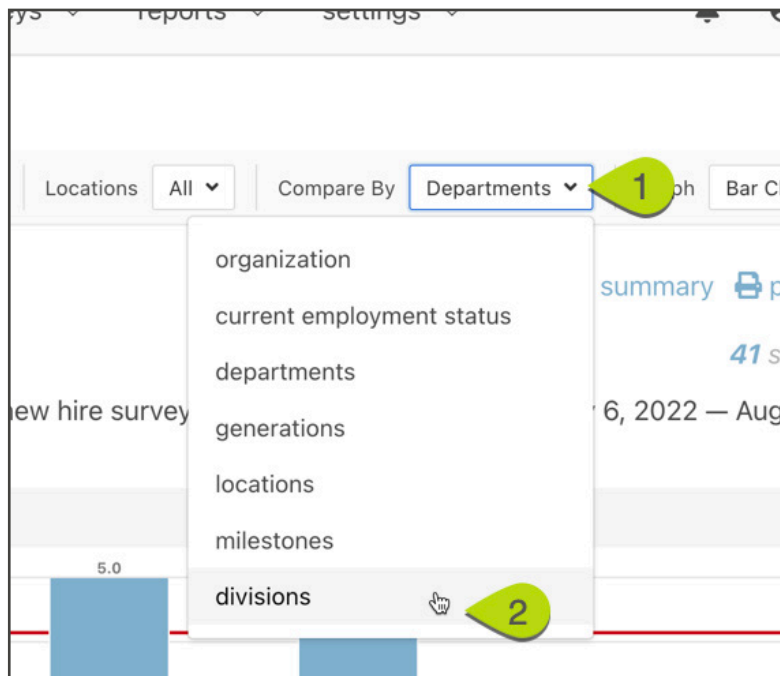 reports settings
Locations All Compare By Departments 1 ph Bar C
organization
summary
current employment status
41 s
departments
new hire survey 6, 2022 — Aug
generations
locations
milestones
5.0
divisions 2